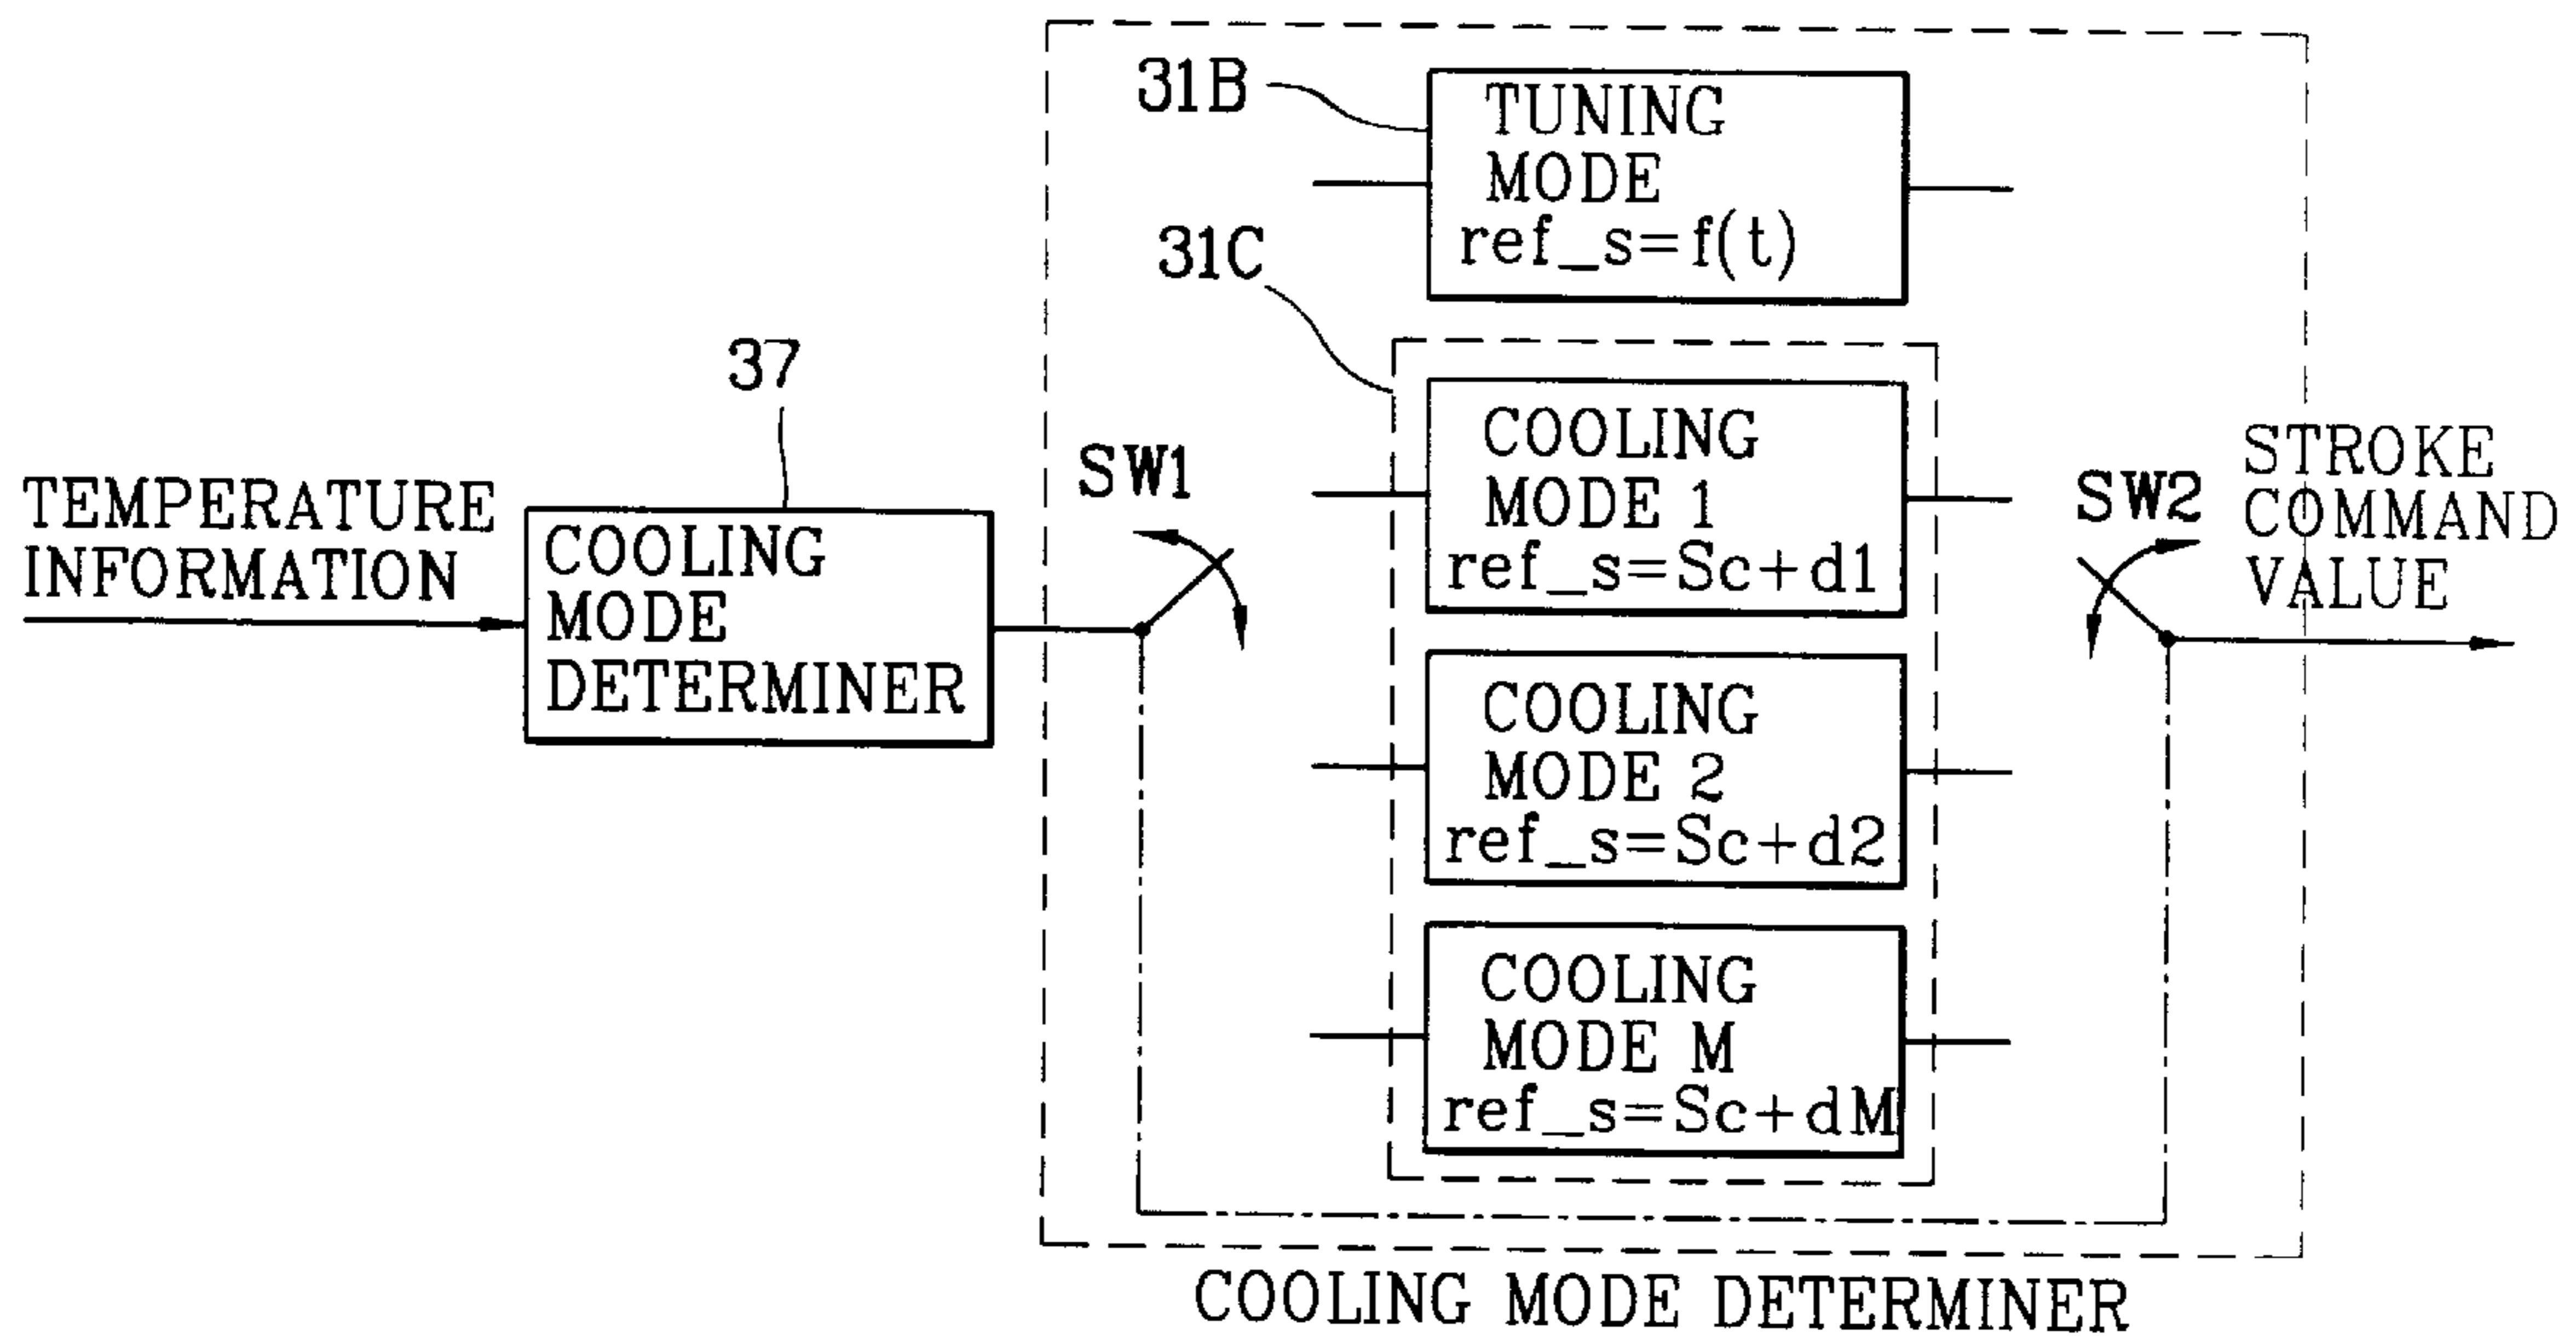 31B
TUNING
MODE
ref_s=f(t)
31C
37
COOLING
MODE 1
ref_s=Sc+d1
SW1
SW2
STROKE
COMMAND
VALUE
TEMPERATURE
INFORMATION
COOLING
MODE
DETERMINER
COOLING
MODE 2
ref_s=Sc+d2
COOLING
MODE M
ref_s=Sc+dM
COOLING MODE DETERMINER